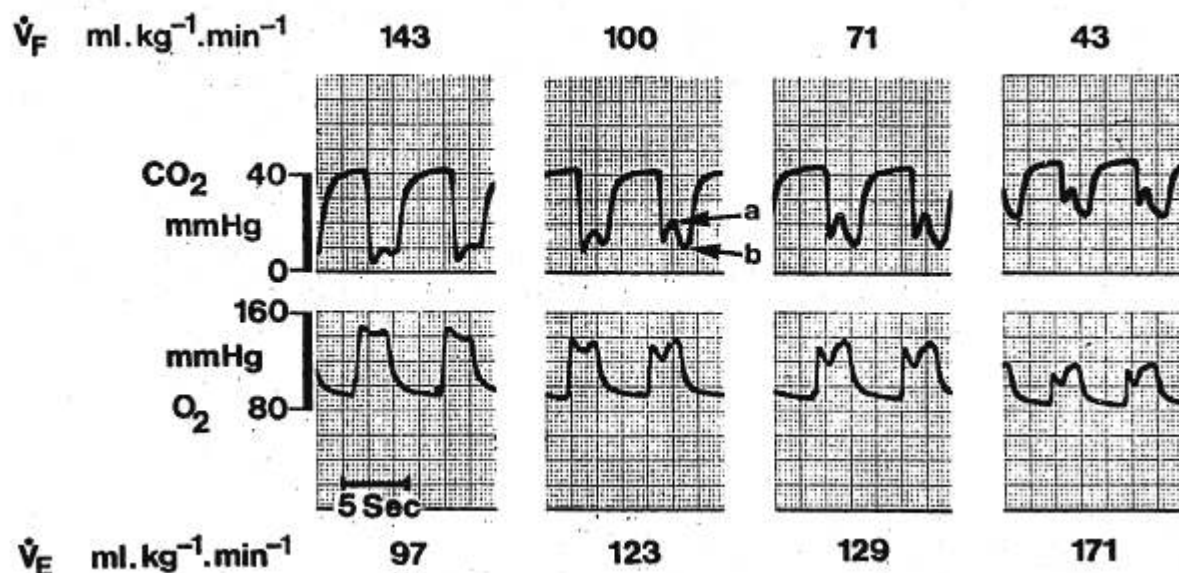 V̇F ml.kg⁻¹.min⁻¹ 143 100 71 43
CO₂ 40
mmHg
a
b
0
160
mmHg
O₂ 80
5 Sec
V̇E ml.kg⁻¹.min⁻¹ 97 123 129 171